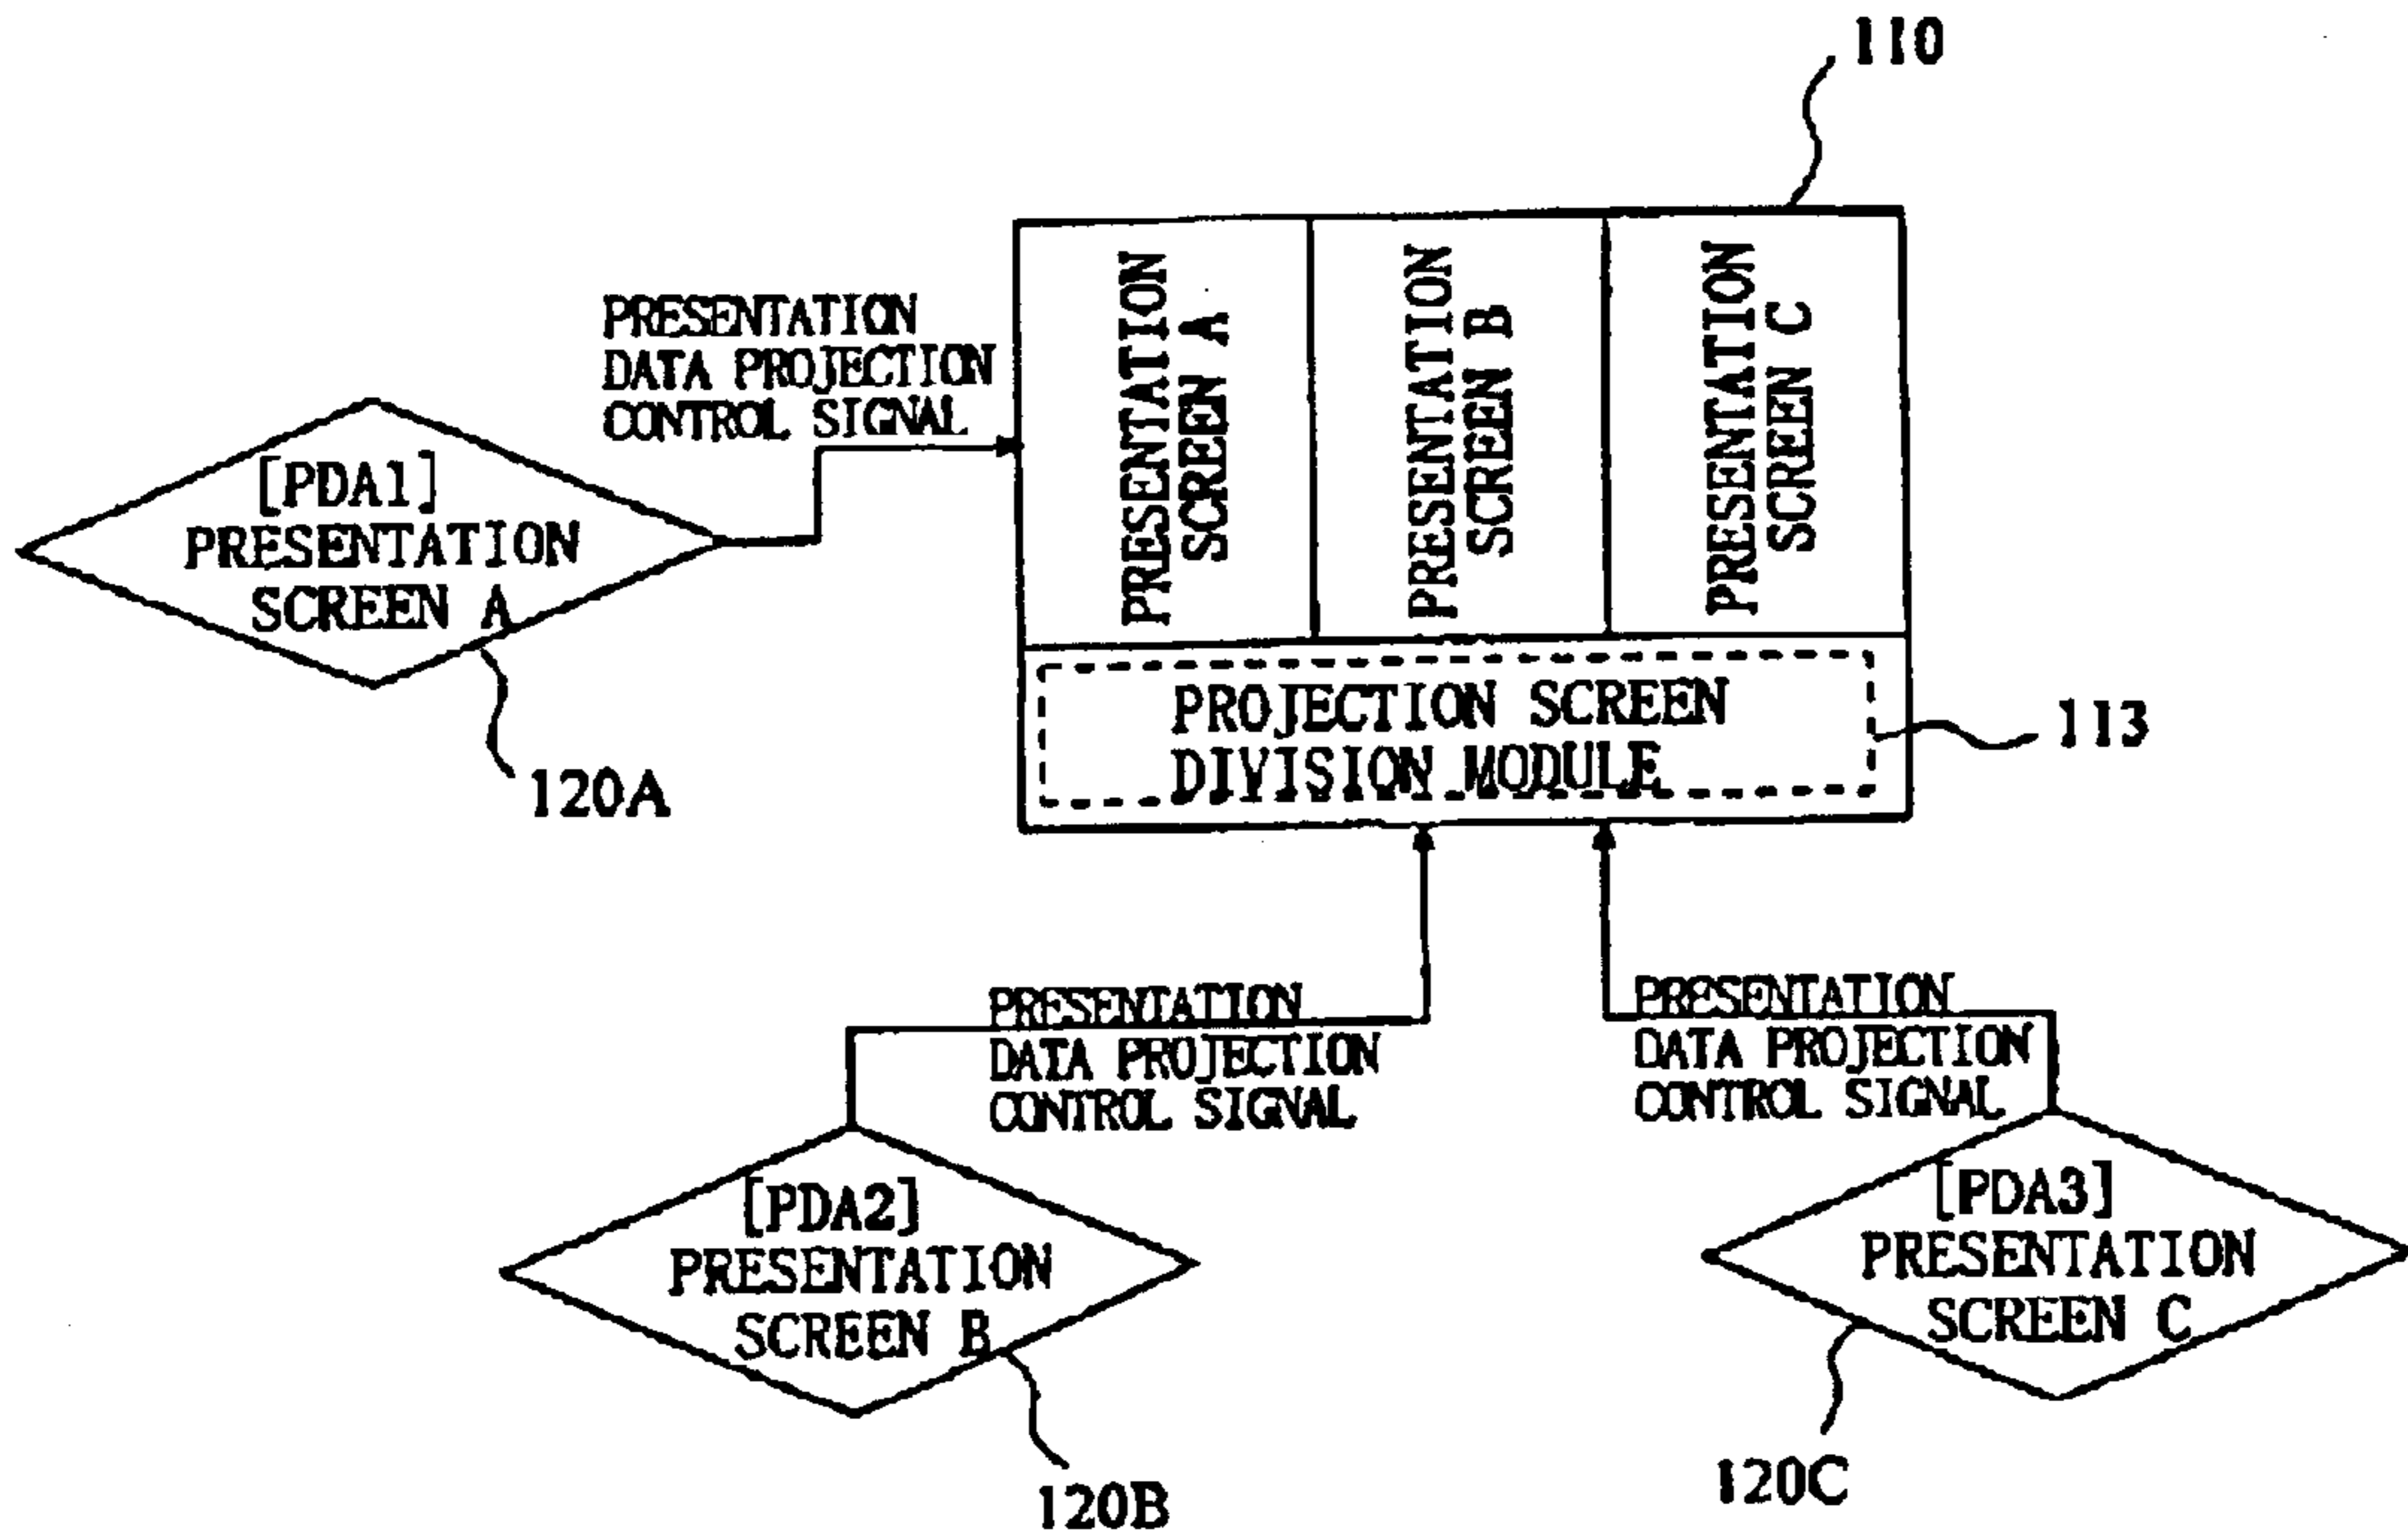 110
PRESENTATION
SCREEN A
PRESENTATION
SCREEN B
PRESENTATION
SCREEN C
PRESENTATION
DATA PROJECTION
CONTROL SIGNAL
[PDA1]
PRESENTATION
SCREEN A
120A
PROJECTION SCREEN
DIVISION MODULE
113
PRESENTATION
DATA PROJECTION
CONTROL SIGNAL
PRESENTATION
DATA PROJECTION
CONTROL SIGNAL
[PDA2]
PRESENTATION
SCREEN B
120B
[PDA3]
PRESENTATION
SCREEN C
120C